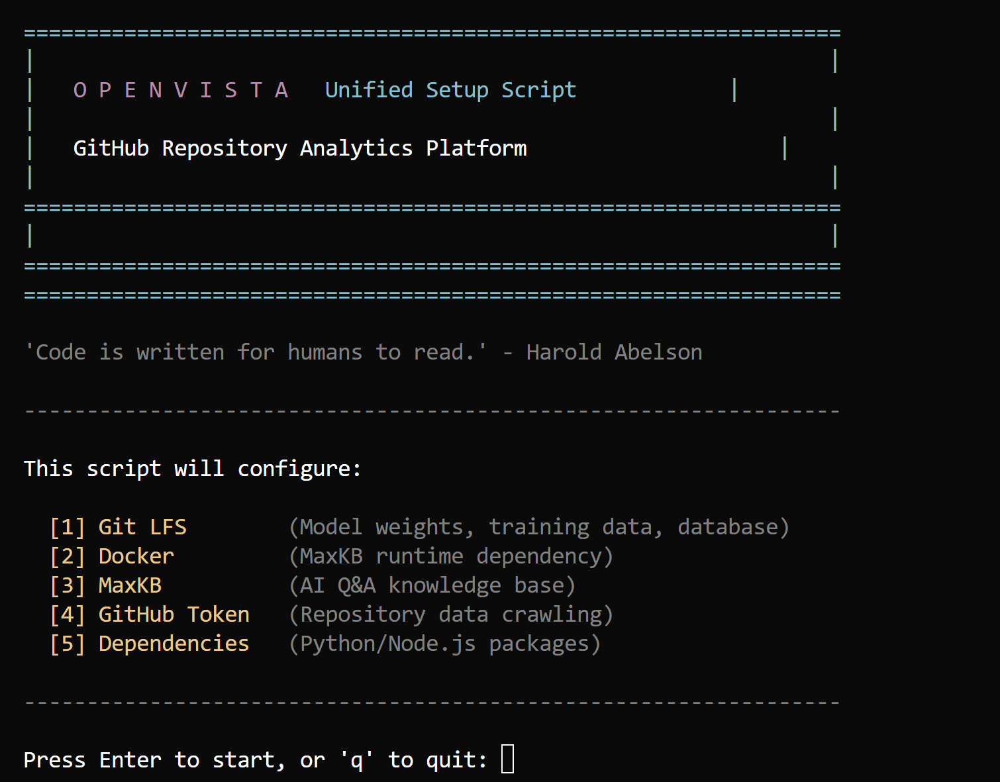 =================================================================
|                                                                |
|   O P E N V I S T A   Unified Setup Script            |
|                                                                |
|   GitHub Repository Analytics Platform                    |
|                                                                |
=================================================================
|                                                                |
=================================================================
=================================================================
'Code is written for humans to read.' - Harold Abelson
-----------------------------------------------------------------
This script will configure:
[1] Git LFS        (Model weights, training data, database)
[2] Docker         (MaxKB runtime dependency)
[3] MaxKB          (AI Q&A knowledge base)
[4] GitHub Token   (Repository data crawling)
[5] Dependencies   (Python/Node.js packages)
-----------------------------------------------------------------
Press Enter to start, or 'q' to quit: